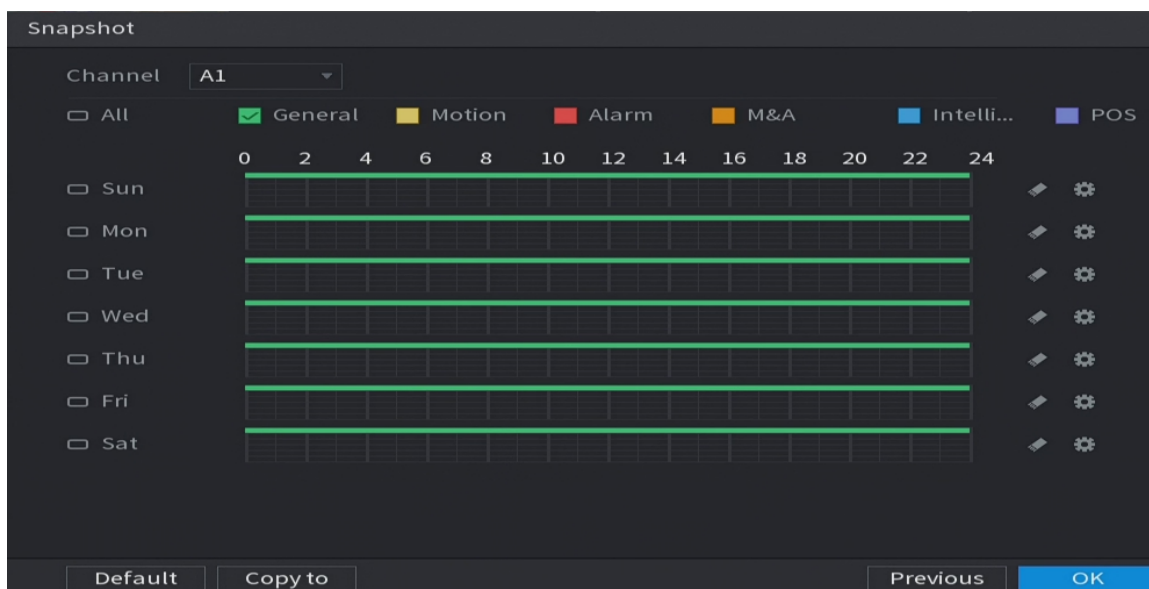 Snapshot
Channel A1
All General Motion Alarm M&A Intelli... POS
0 2 4 6 8 10 12 14 16 18 20 22 24
Sun
Mon
Tue
Wed
Thu
Fri
Sat
Default Copy to Previous OK